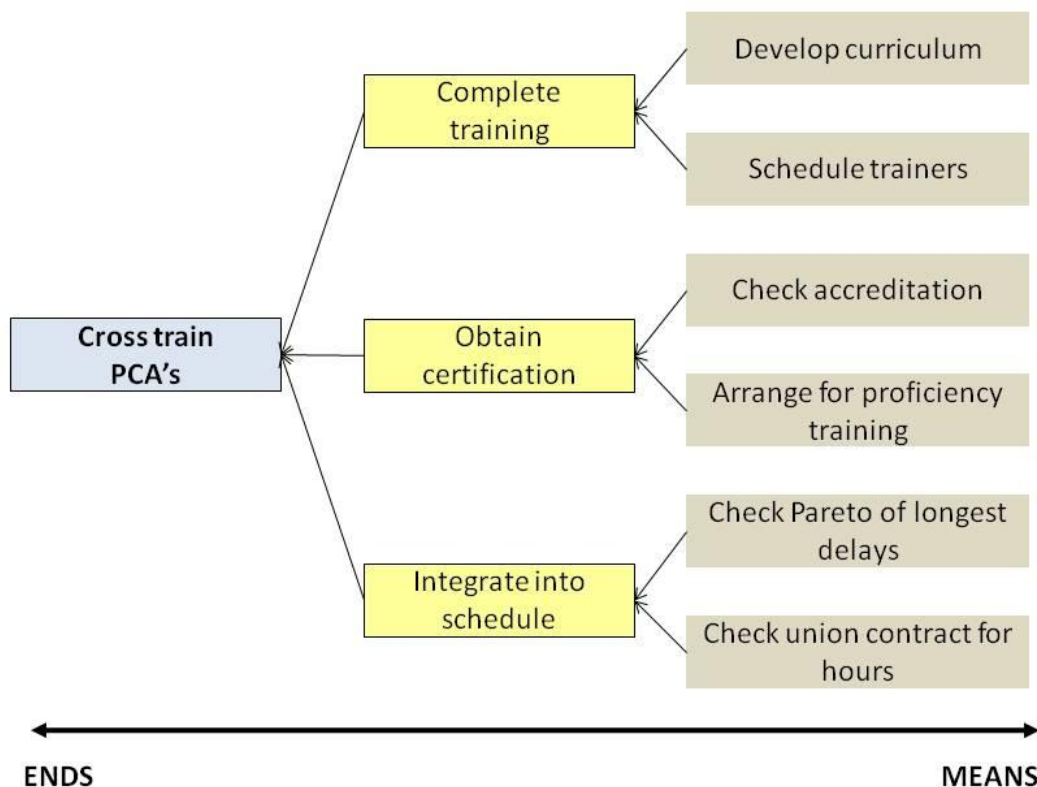 Develop curriculum
Complete
training
Schedule trainers
Check accreditation
Cross train
PCA's
Obtain
certification
Arrange for proficiency
training
Check Pareto of longest
delays
Integrate into
schedule
Check union contract for
hours
ENDS
MEANS